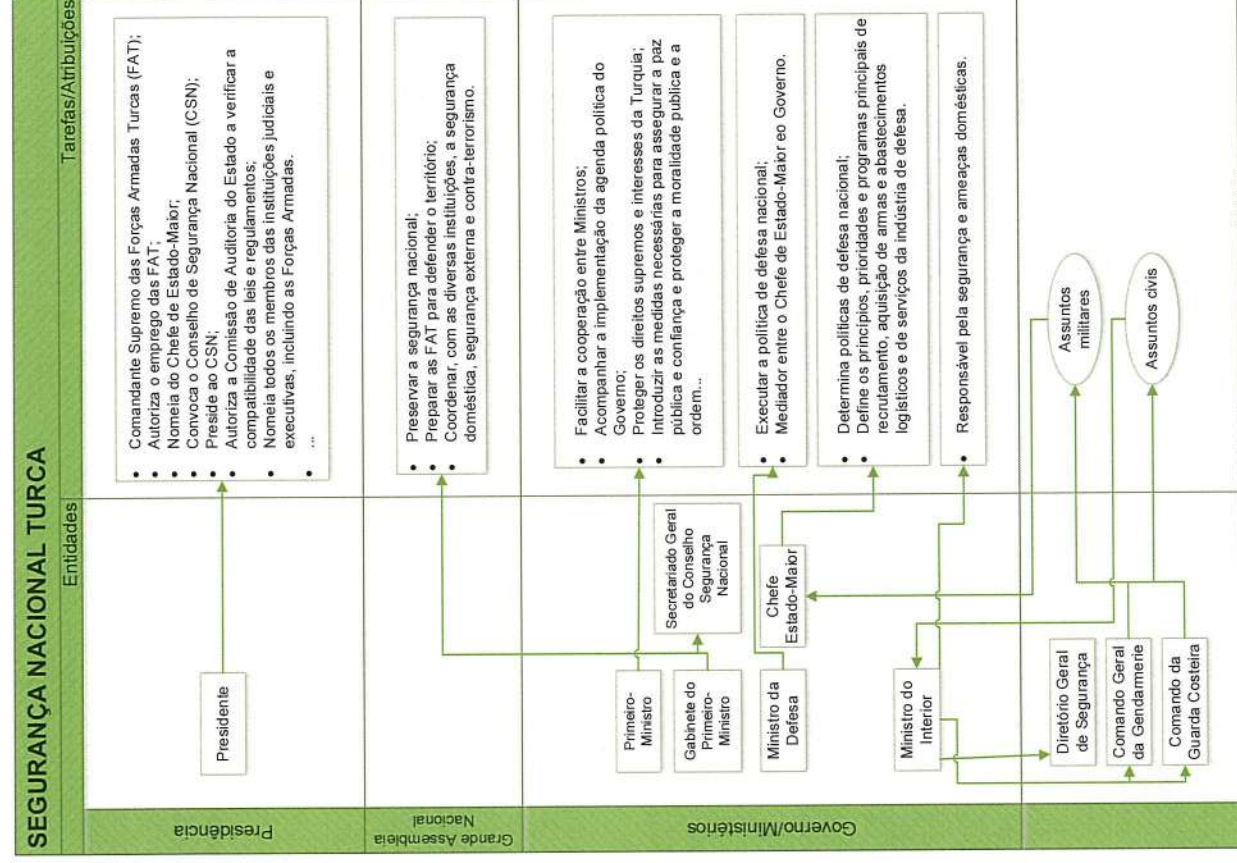 SEGURANÇA NACIONAL TURCA
Entidades
Tarefas/Atribuições
Presidência
Presidente
• Comandante Supremo das Forças Armadas Turcas (FAT);
• Autoriza o emprego das FAT;
• Nomeia do Chefe de Estado-Maior;
• Convoca o Conselho de Segurança Nacional (CSN);
• Preside ao CSN;
• Autoriza a Comissão de Auditoria do Estado a verificar a
compatibilidade das leis e regulamentos;
• Nomeia todos os membros das instituições judiciais e
executivas, incluindo as Forças Armadas.
• ...
Grande Assembleia
Nacional
• Preservar a segurança nacional;
• Preparar as FAT para defender o território;
• Coordenar, com as diversas instituições, a segurança
doméstica, segurança externa e contra-terrorismo.
Governo/Ministérios
Primeiro-
Ministro
Gabinete do
Primeiro-
Ministro
Secretariado Geral
do Conselho
Segurança
Nacional
Ministro da
Defesa
Chefe
Estado-Maior
Ministro do
Interior
• Facilitar a cooperação entre Ministros;
• Acompanhar a implementação da agenda política do
Governo;
• Proteger os direitos supremos e interesses da Turquia;
• Introduzir as medidas necessárias para assegurar a paz
pública e confiança e proteger a moralidade publica e a
ordem...
• Executar a política de defesa nacional;
• Mediador entre o Chefe de Estado-Maior eo Governo.
• Determina políticas de defesa nacional;
• Define os princípios, prioridades e programas principais de
recrutamento, aquisição de armas e abastecimentos
logísticos e de serviços da indústria de defesa.
• Responsável pela segurança e ameaças domésticas.
Diretório Geral
de Segurança
Comando Geral
da Gendarmerie
Comando da
Guarda Costeira
Assuntos
militares
Assuntos civis